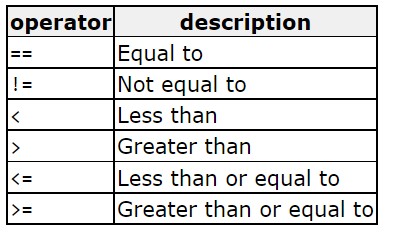 operator description
== Equal to
!= Not equal to
< Less than
> Greater than
<= Less than or equal to
>= Greater than or equal to